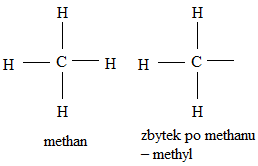 H H
H C H H C
H H
methan zbytek po methanu
– methyl